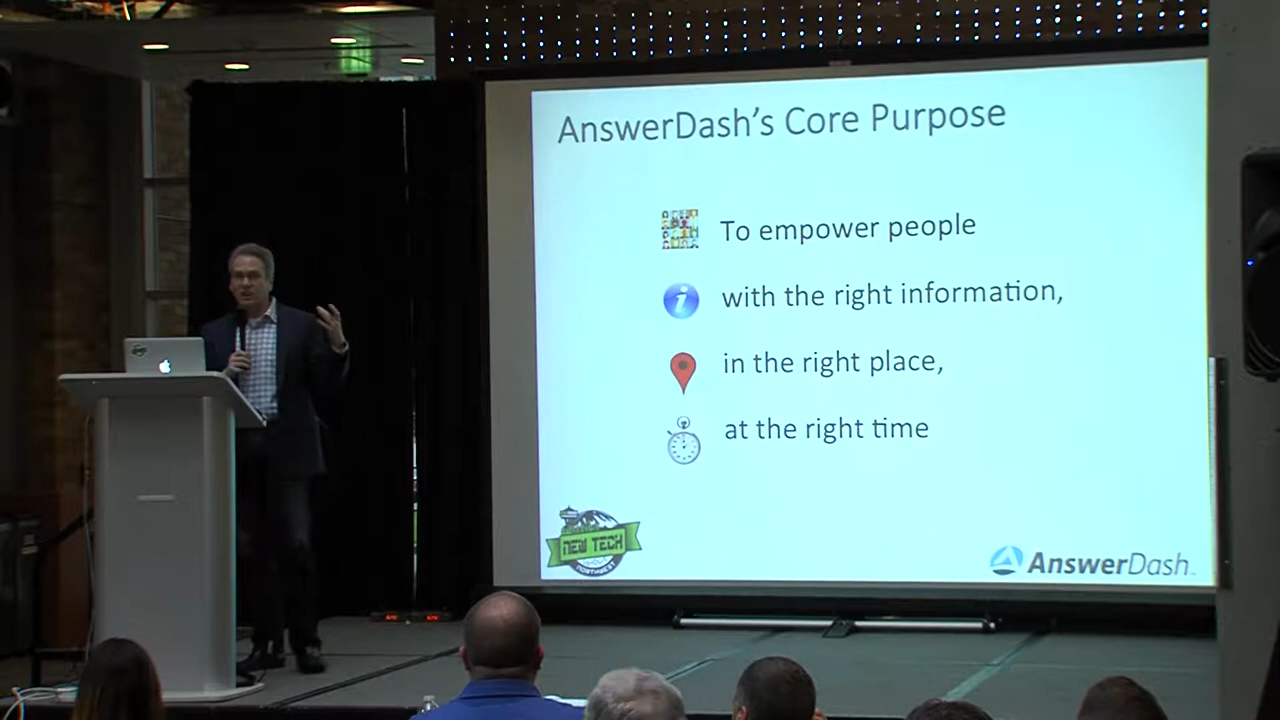 AnswerDash's Core Purpose
To empower people
with the right information,
in the right place,
at the right time
NEW TECH
NORTHWEST
AnswerDash